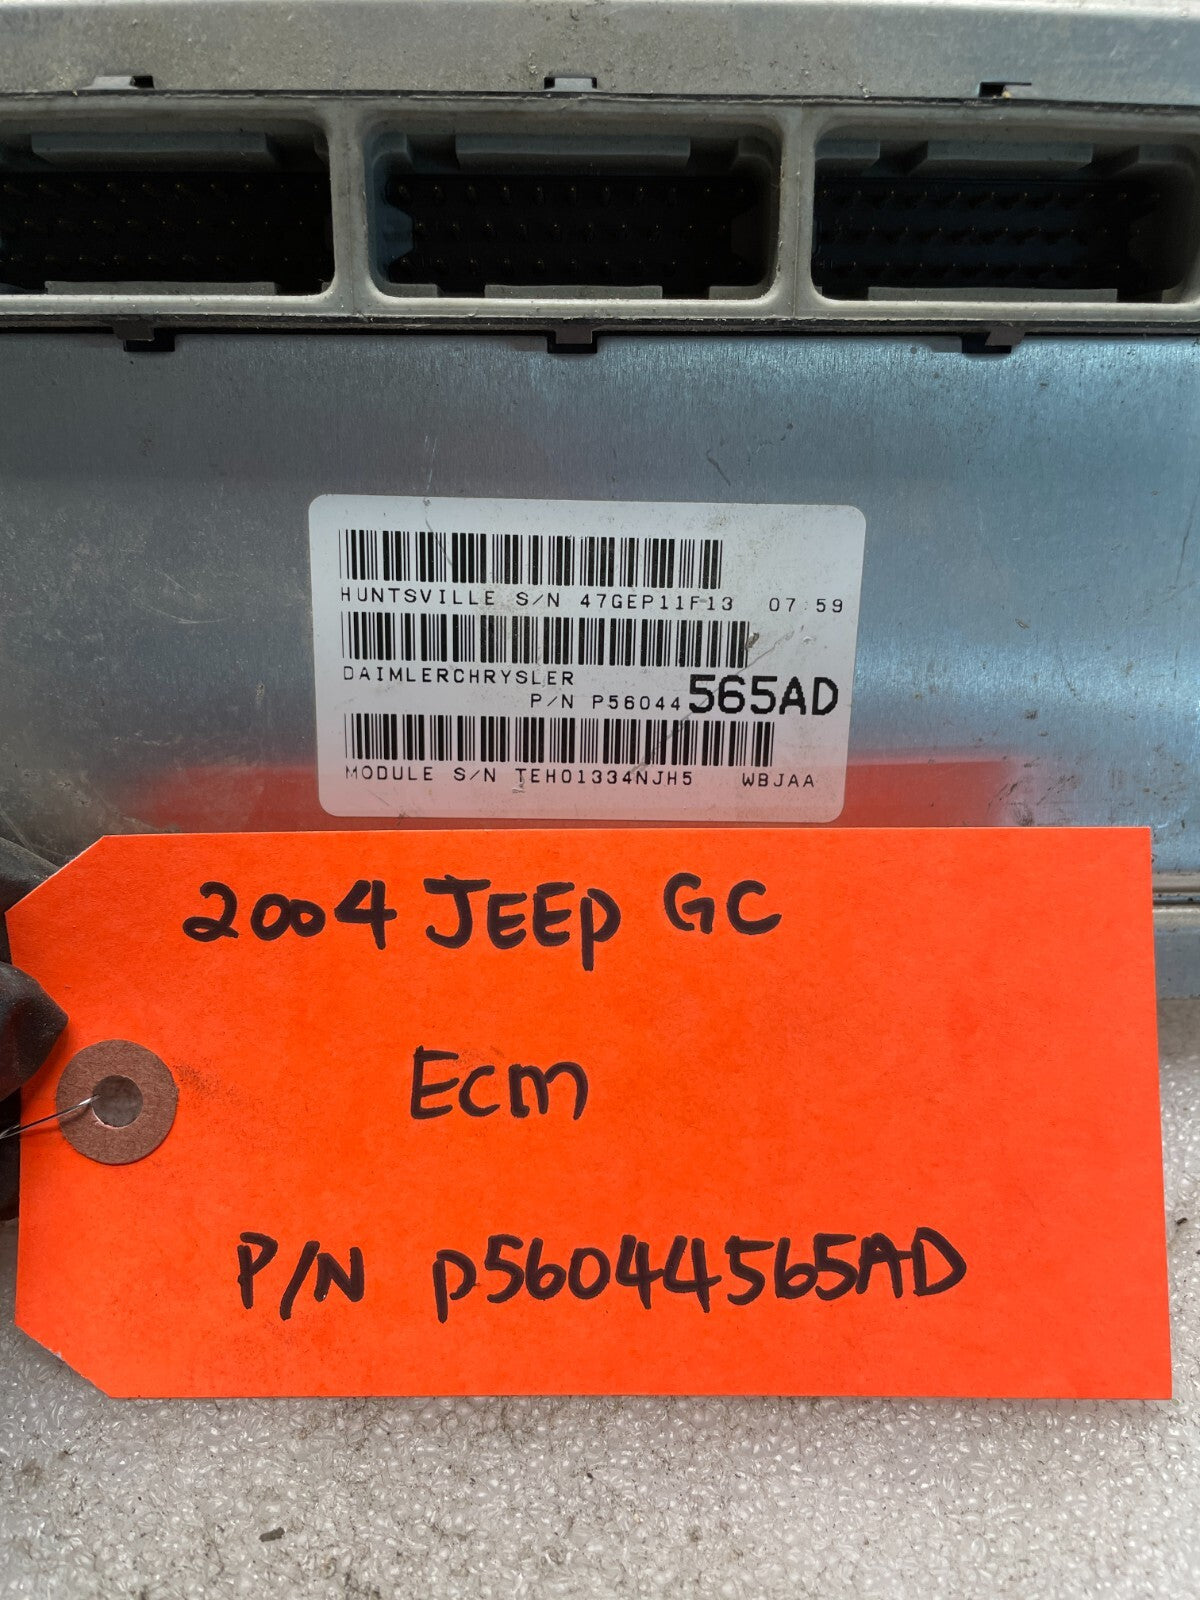 HUNTSVILLE S/N 47GEP11F13 07:59
DAIMLERCHRYSLER
P/N P56044565AD
MODULE S/N TEH01334NJH5 WBJAA
2004 JEEP GC
ECM
P/N P56044565AD